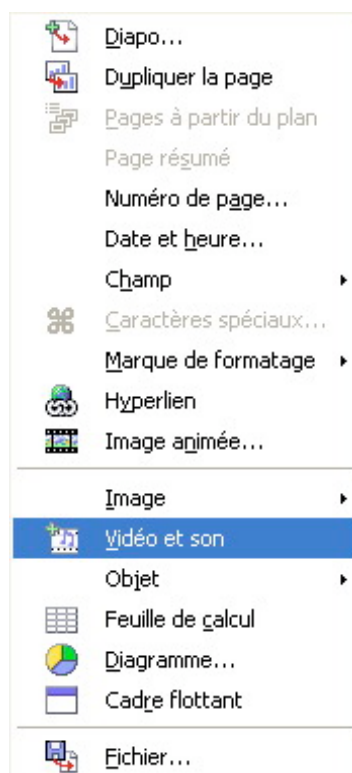 Diapo...
Dupliquer la page
Pages à partir du plan
Page résumé
Numéro de page...
Date et heure...
Champ
Caractères spéciaux...
Marque de formatage
Hyperlien
Image animée...
Image
Vidéo et son
Objet
Feuille de calcul
Diagramme...
Cadre flottant
Fichier...